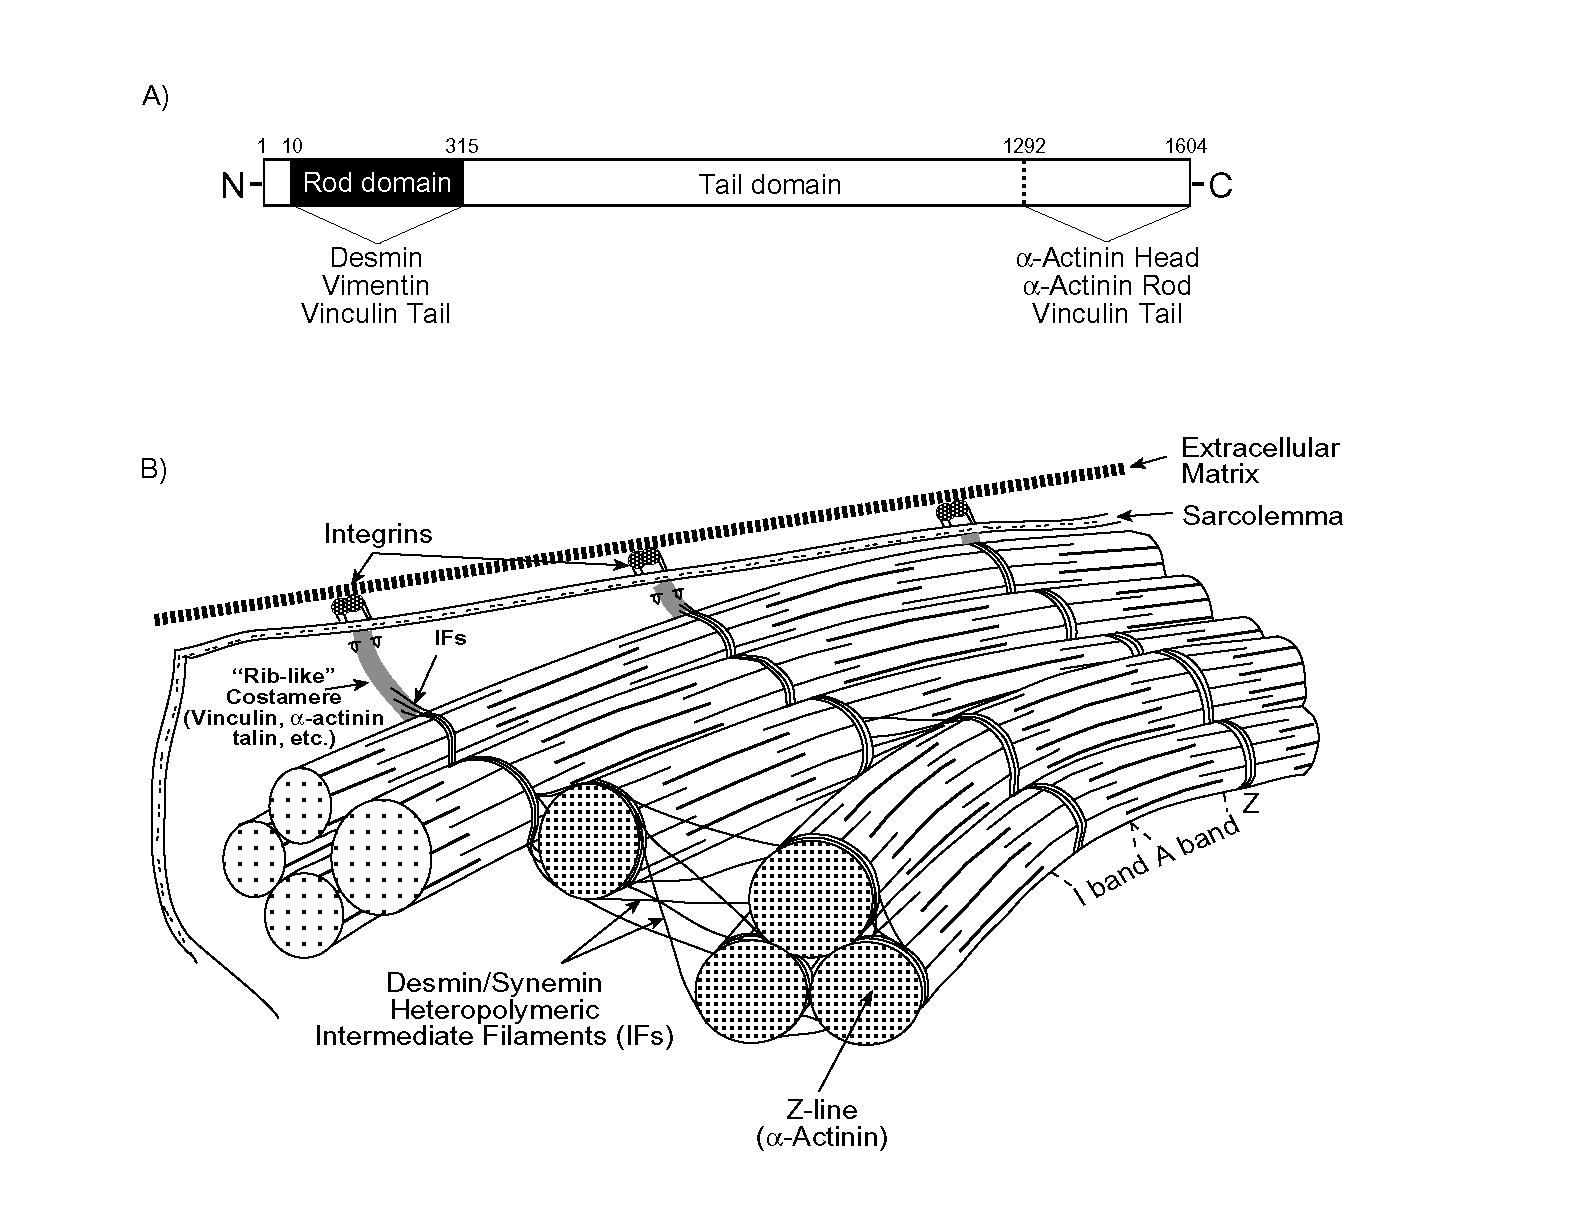 A)
1 10 315 1292 1604
N Rod domain Tail domain C
Desmin
Vimentin
Vinculin Tail
α-Actinin Head
α-Actinin Rod
Vinculin Tail
B)
Extracellular
Matrix
Sarcolemma
Integrins
IFs
“Rib-like”
Costamere
(Vinculin, α-actinin
talin, etc.)
Z
I band A band
Desmin/Synemin
Heteropolymeric
Intermediate Filaments (IFs)
Z-line
(α-Actinin)